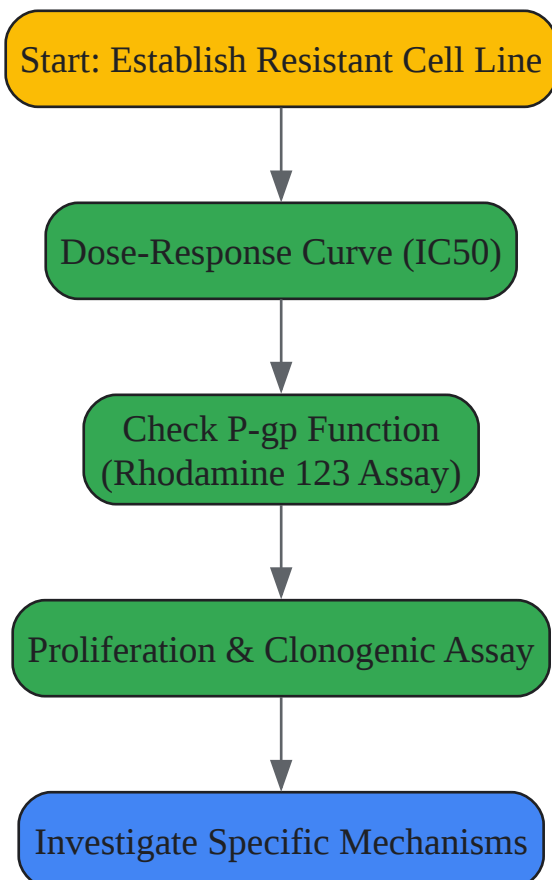 Start: Establish Resistant Cell Line
Dose-Response Curve (IC50)
Check P-gp Function
(Rhodamine 123 Assay)
Proliferation & Clonogenic Assay
Investigate Specific Mechanisms